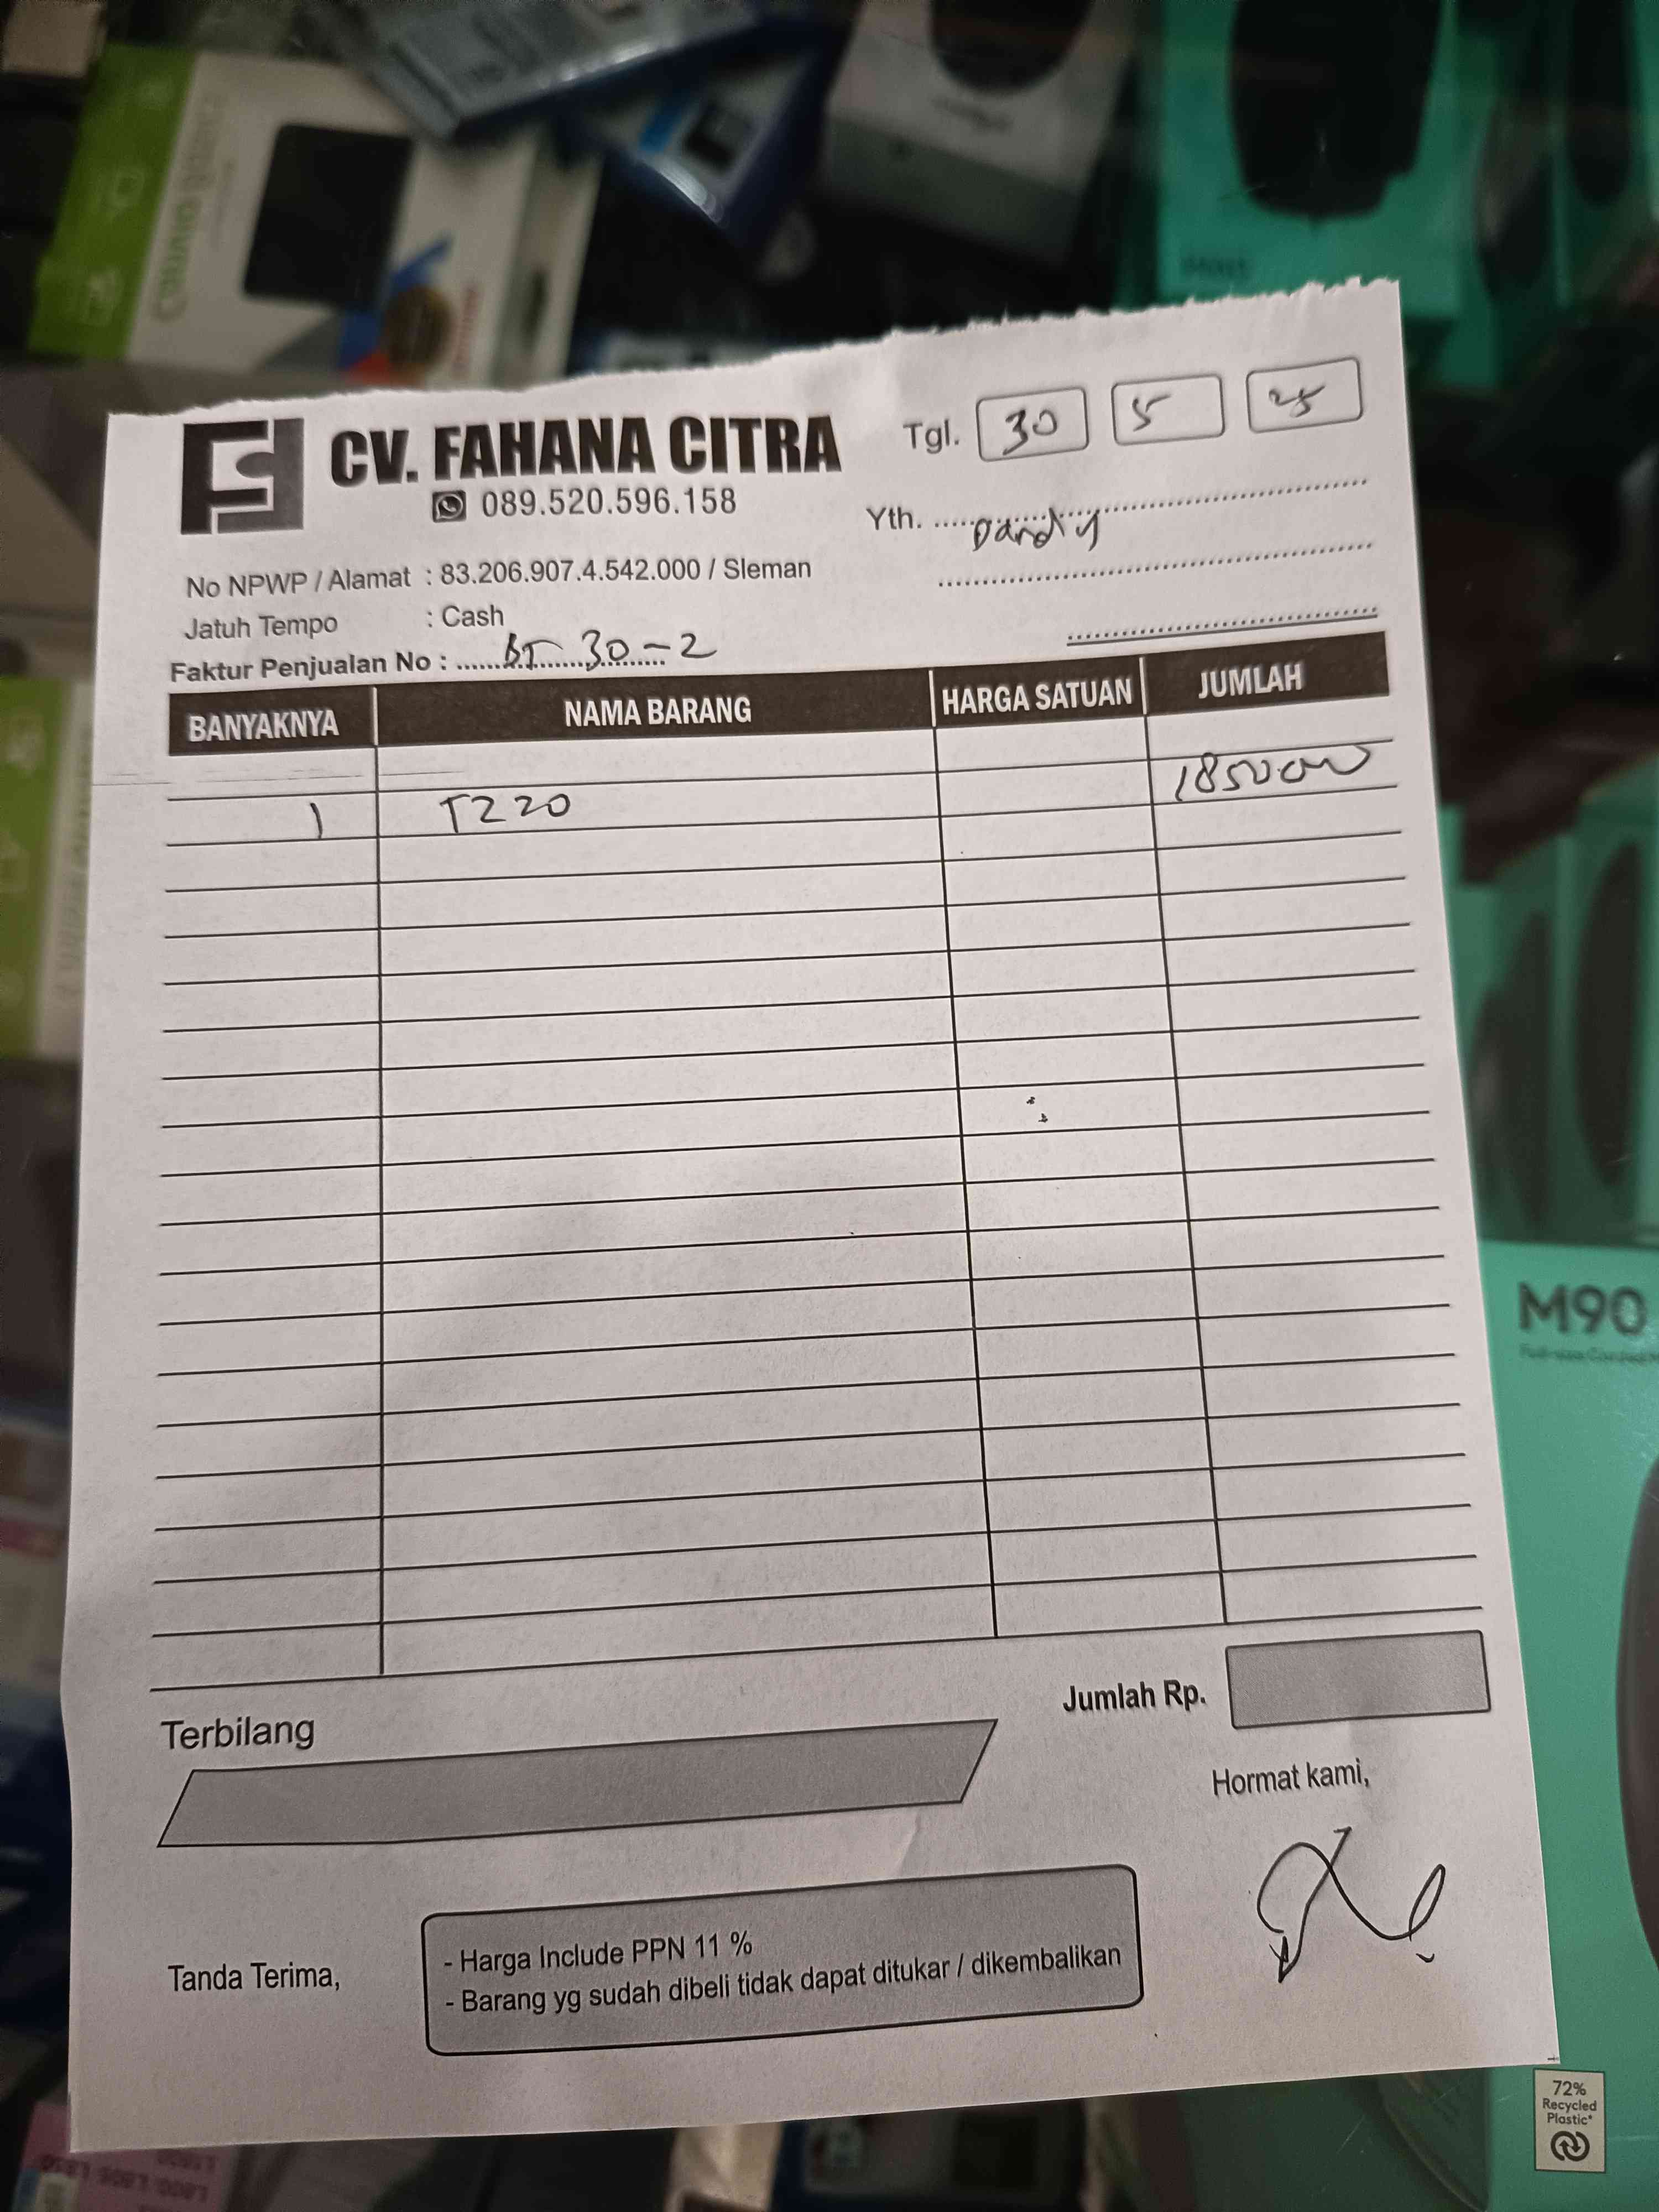 CV. FAHANA CITRA
089.520.596.158
Tgl. 30 5 25
Yth. Dandy
No NPWP / Alamat : 83.206.907.4.542.000 / Sleman
Jatuh Tempo : Cash
Faktur Penjualan No : BT 30-2
BANYAKNYA NAMA BARANG HARGA SATUAN JUMLAH
1 T220 1850000
Jumlah Rp.
Terbilang
Hormat kami,
Tanda Terima,
- Harga Include PPN 11 %
- Barang yg sudah dibeli tidak dapat ditukar / dikembalikan
M90
72%
Recycled
Plastic*